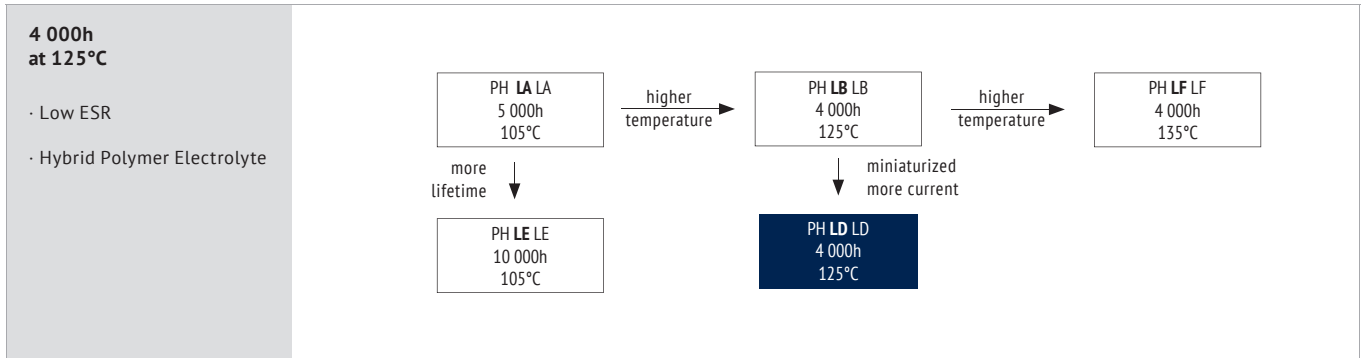 4 000h
at 125°C
· Low ESR
· Hybrid Polymer Electrolyte
PH LA LA
5 000h
105°C
higher
temperature
PH LB LB
4 000h
125°C
higher
temperature
PH LF LF
4 000h
135°C
more
lifetime
miniaturized
more current
PH LE LE
10 000h
105°C
PH LD LD
4 000h
125°C